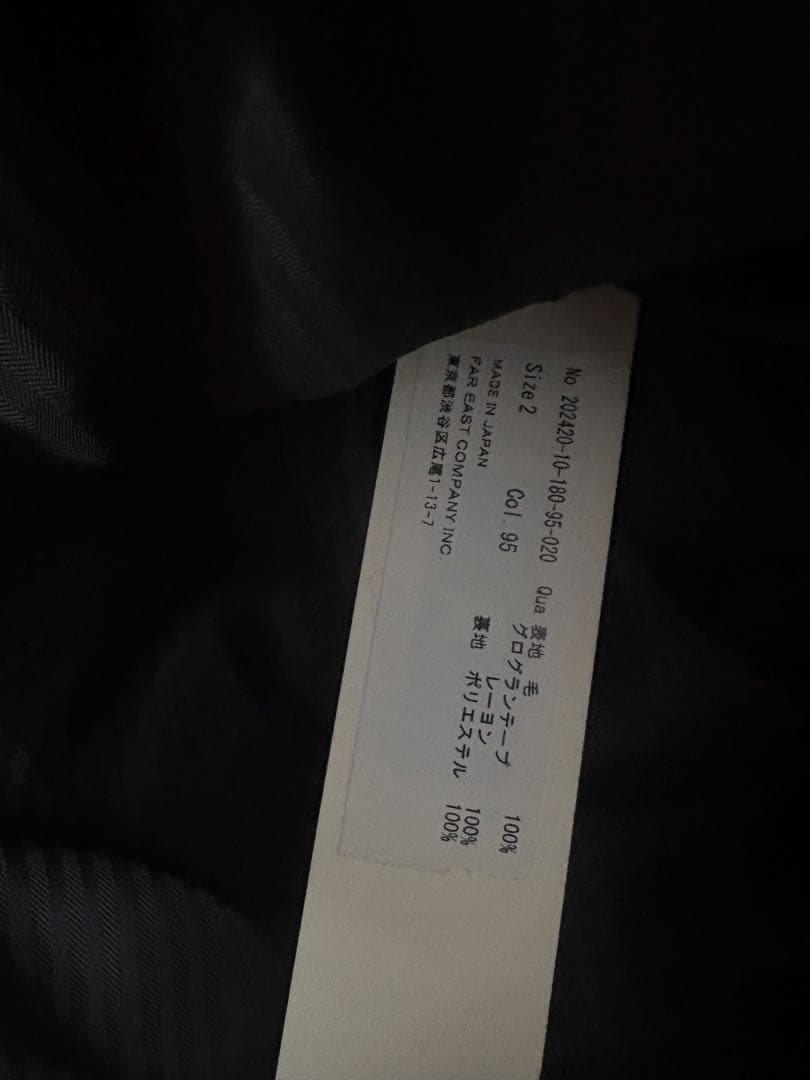 No 202420-10-180-95-020 Qua 表地 毛 100%
Size 2 Col. 95 グログランテープ
レーヨン 100%
MADE IN JAPAN 裏地 ポリエステル 100%
FAR EAST COMPANY INC.
東京都渋谷区広尾1-13-7